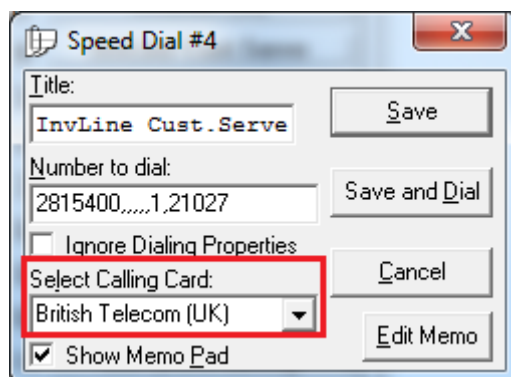 Speed Dial #4
Title:
InvLine Cust.Serve
Save
Number to dial:
2815400,,,,,1,21027
Save and Dial
Ignore Dialing Properties
Select Calling Card:
Cancel
British Telecom (UK)
Edit Memo
Show Memo Pad